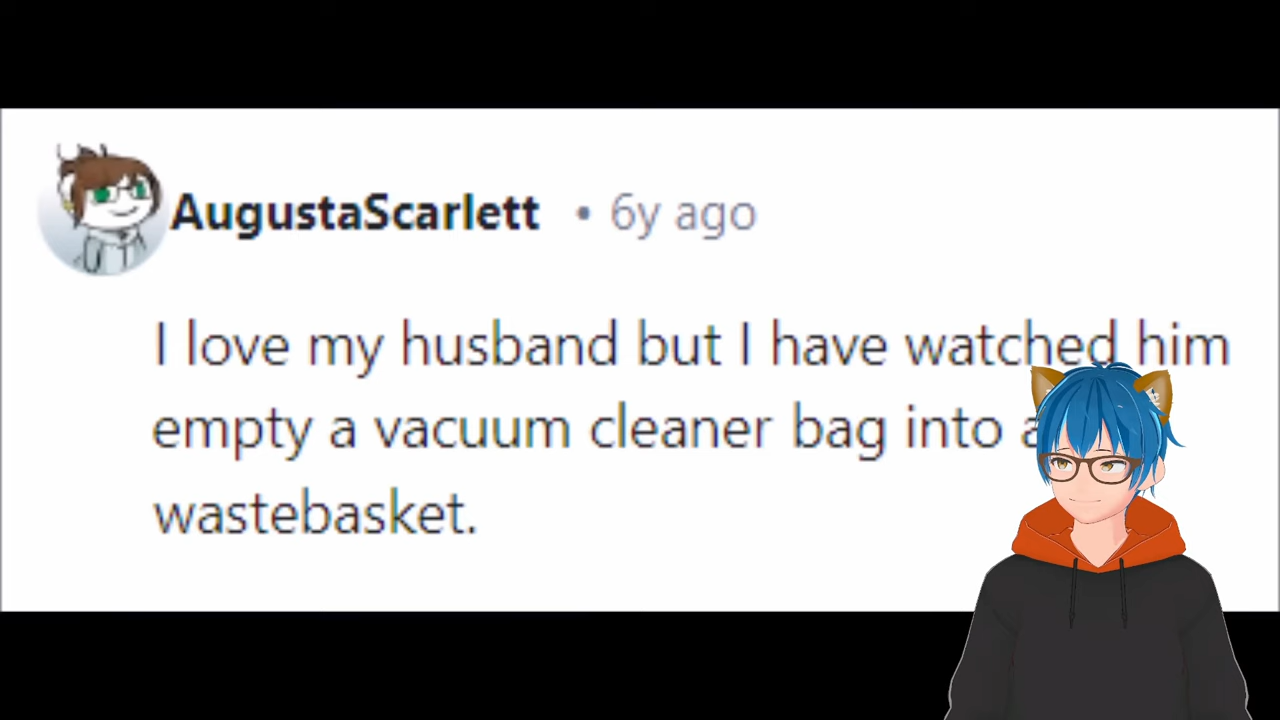 AugustaScarlett • 6y ago
I love my husband but I have watched him
empty a vacuum cleaner bag into a
wastebasket.